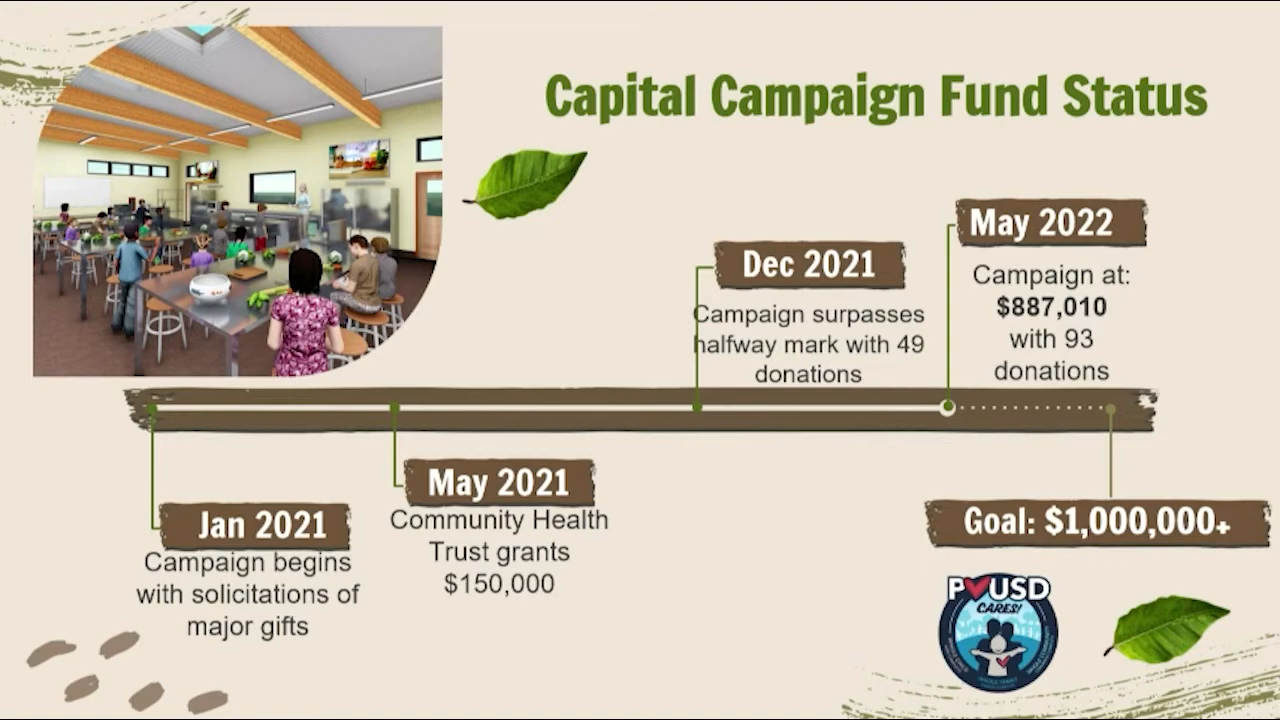 Capital Campaign Fund Status
May 2022
Campaign at:
$887,010
with 93
donations
Dec 2021
Campaign surpasses
halfway mark with 49
donations
May 2021
Community Health
Trust grants
$150,000
Jan 2021
Campaign begins
with solicitations of
major gifts
Goal: $1,000,000+
PVUSD
CARES!